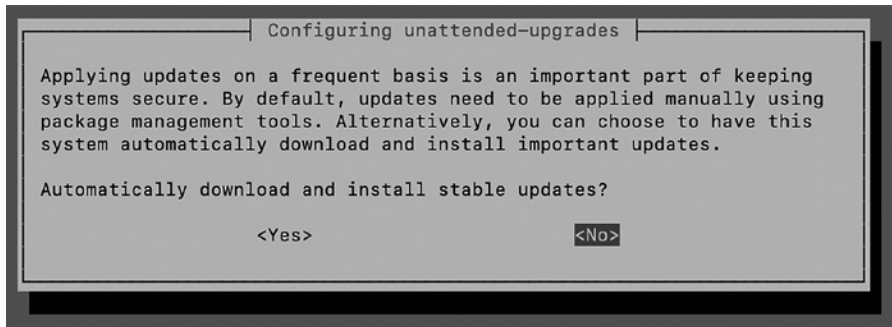 Configuring unattended-upgrades
Applying updates on a frequent basis is an important part of keeping
systems secure. By default, updates need to be applied manually using
package management tools. Alternatively, you can choose to have this
system automatically download and install important updates.
Automatically download and install stable updates?
<Yes> <No>